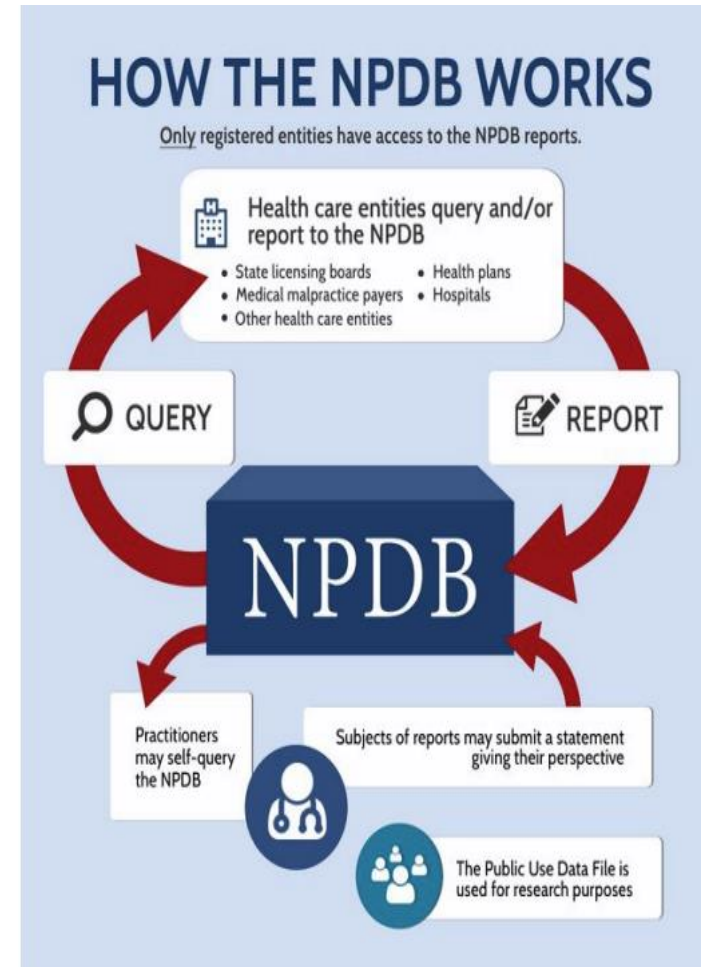 HOW THE NPDB WORKS
Only registered entities have access to the NPDB reports.
Health care entities query and/or
report to the NPDB
• State licensing boards
• Medical malpractice payers
• Other health care entities
• Health plans
• Hospitals
QUERY
REPORT
NPDB
Practitioners
may self-query
the NPDB
Subjects of reports may submit a statement
giving their perspective
The Public Use Data File is
used for research purposes